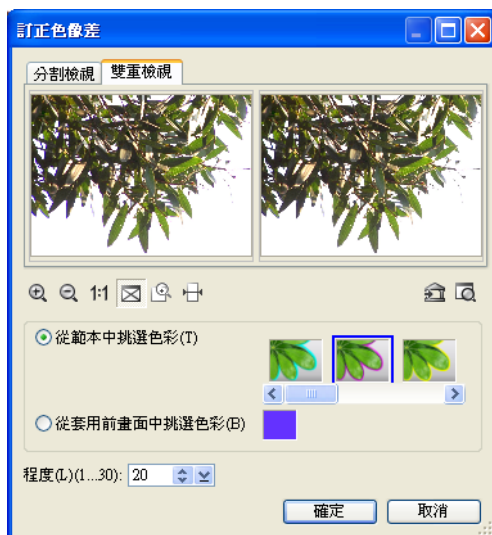 訂正色像差
分割檢視 雙重檢視
1:1
從範本中挑選色彩(T)
從套用前畫面中挑選色彩(B)
程度(L)(1...30): 20
確定 取消